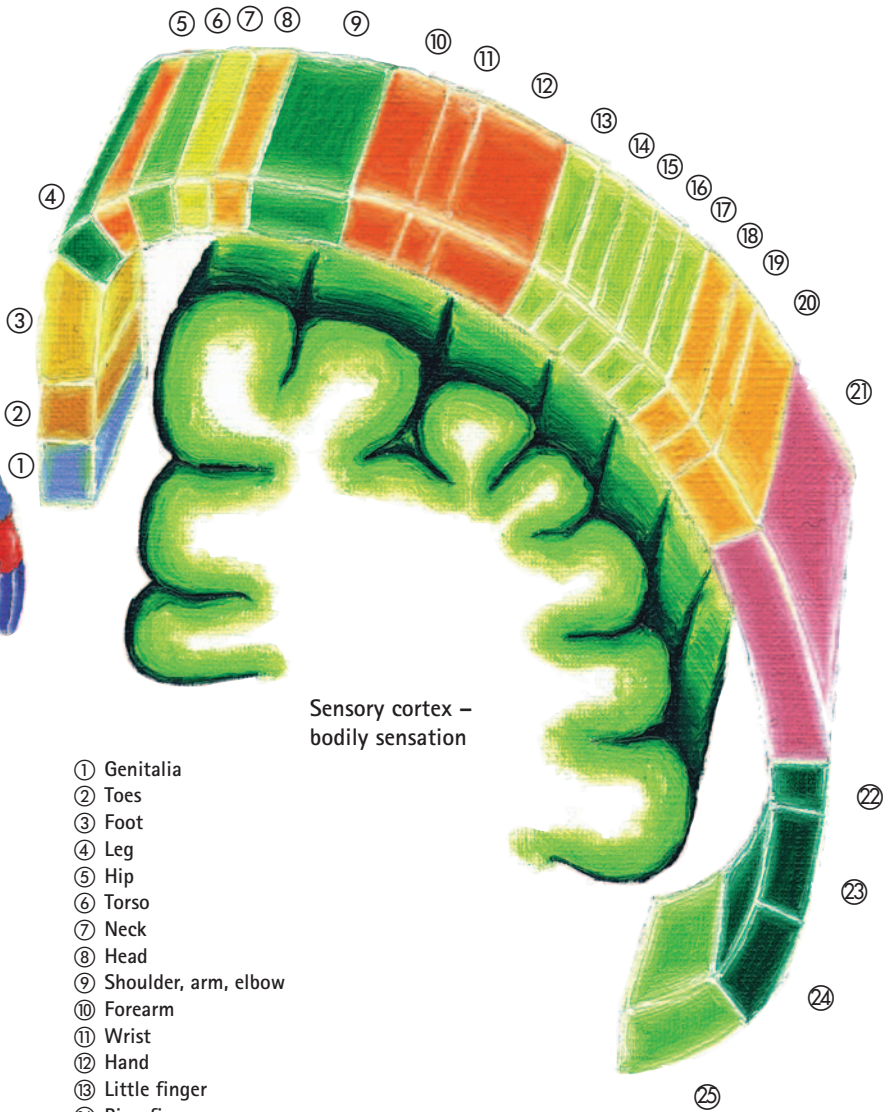 ⑤ ⑥ ⑦ ⑧ ⑨
⑩
⑪
⑫
⑬
⑭
⑮
⑯
⑰
⑱
⑲
⑳
④
③
②
①
㉑
㉒
㉓
㉔
㉕
Sensory cortex –
bodily sensation
① Genitalia
② Toes
③ Foot
④ Leg
⑤ Hip
⑥ Torso
⑦ Neck
⑧ Head
⑨ Shoulder, arm, elbow
⑩ Forearm
⑪ Wrist
⑫ Hand
⑬ Little finger